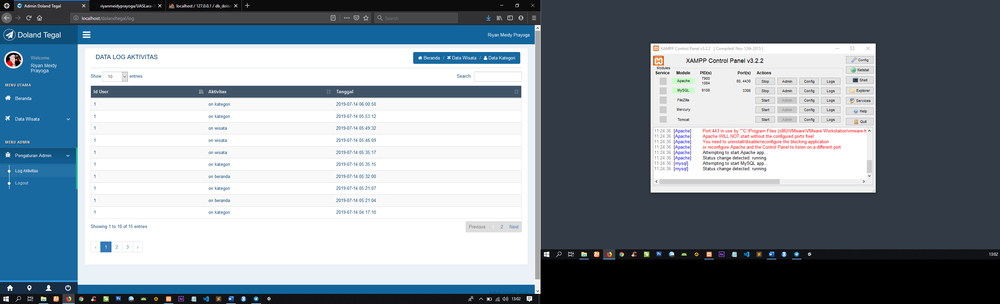 Admin Doland Tegal
riyanmeidyprayoga/UASLara-1
localhost / 127.0.0.1 / db_dolan
localhost/dolandtegal/log
Search
Doland Tegal
Riyan Meidy Prayoga
Welcome,
Riyan Meidy
Prayoga
MENU UTAMA
Beranda
Data Wisata
MENU ADMIN
Pengaturan Admin
Log Aktivitas
Logout
DATA LOG AKTIVITAS
Beranda / Data Wisata / Data Kategori
Show 10 entries
Search:
Id User Aktivitas Tanggal
1 on kategori 2019-07-14 06:00:50
1 on kategori 2019-07-14 05:53:12
1 on wisata 2019-07-14 05:49:32
1 on wisata 2019-07-14 05:46:09
1 on wisata 2019-07-14 05:35:17
1 on kategori 2019-07-14 05:35:15
1 on beranda 2019-07-14 05:32:00
1 on kategori 2019-07-14 05:21:07
1 on beranda 2019-07-14 05:21:04
1 on kategori 2019-07-14 04:17:10
Showing 1 to 10 of 15 entries
Previous 1 2 Next
‹ 1 2 3 ›
Admin Doland Tegal
13:02
XAMPP Control Panel v3.2.2 [ Compiled: Nov 12th 2015 ]
XAMPP Control Panel v3.2.2
Modules
Service Module PID(s) Port(s) Actions
Apache 7900 1084 80, 4430 Stop Admin Config Logs
MySQL 9108 3306 Stop Admin Config Logs
FileZilla Start Admin Config Logs
Mercury Start Admin Config Logs
Tomcat Start Admin Config Logs
Config
Netstat
Shell
Explorer
Services
Help
Quit
11:24:36 [Apache] Port 443 in use by ""C:\Program Files (x86)\VMware\VMware Workstation\vmware-h
11:24:36 [Apache] Apache WILL NOT start without the configured ports free!
11:24:36 [Apache] You need to uninstall/disable/reconfigure the blocking application
11:24:36 [Apache] or reconfigure Apache and the Control Panel to listen on a different port
11:24:36 [Apache] Attempting to start Apache app...
11:24:36 [Apache] Status change detected: running
11:24:36 [mysql] Attempting to start MySQL app...
11:24:36 [mysql] Status change detected: running
13:02